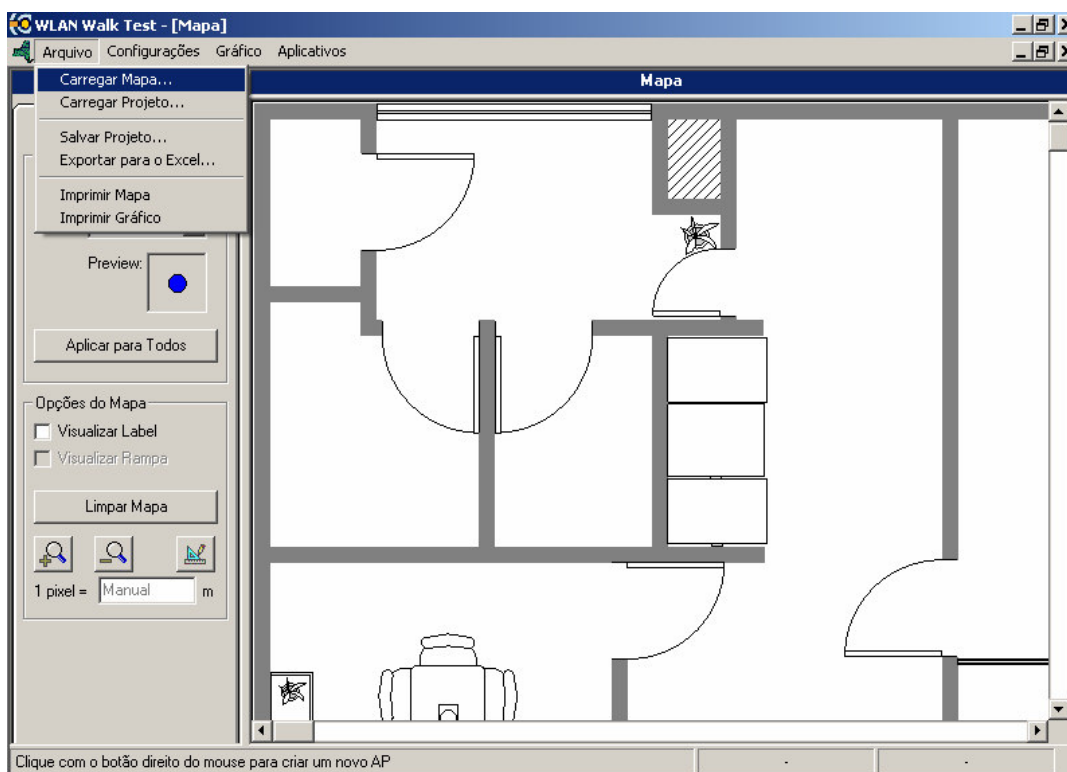 WLAN Walk Test - [Mapa]
Arquivo Configurações Gráfico Aplicativos
Carregar Mapa...
Carregar Projeto...
Salvar Projeto...
Exportar para o Excel...
Imprimir Mapa
Imprimir Gráfico
Mapa
Preview:
Aplicar para Todos
Opções do Mapa
Visualizar Label
Visualizar Rampa
Limpar Mapa
1 pixel = Manual m
Clique com o botão direito do mouse para criar um novo AP - -